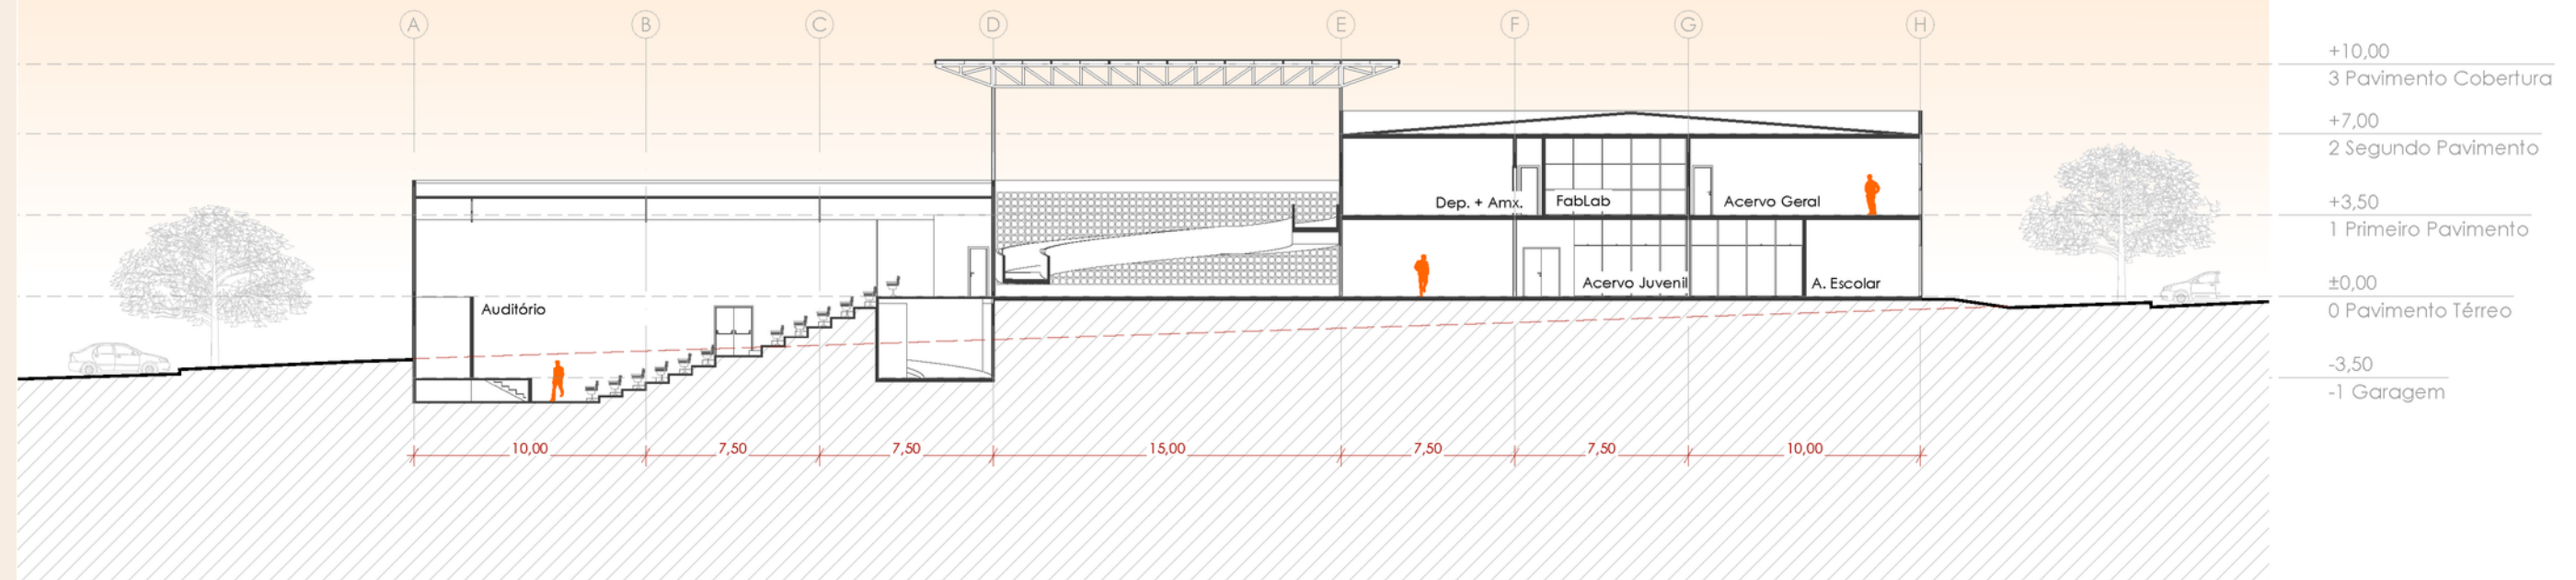 A B C D E F G H
+10,00
3 Pavimento Cobertura
+7,00
2 Segundo Pavimento
+3,50
1 Primeiro Pavimento
±0,00
0 Pavimento Térreo
-3,50
-1 Garagem
Dep. + Amx. FabLab Acervo Geral
Acervo Juvenil A. Escolar
Auditório
10,00 7,50 7,50 15,00 7,50 7,50 10,00